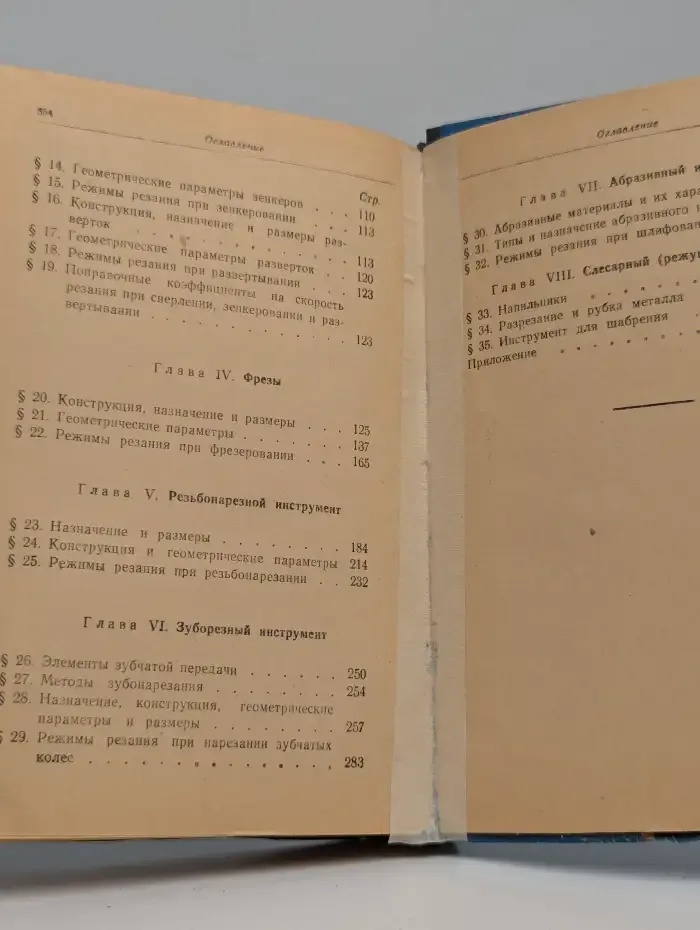 354
Оглавление
Стр.
§ 14. Геометрические параметры зенкеров . . . 110
§ 15. Режимы резания при зенкеровании . . . 113
§ 16. Конструкция, назначение и размеры раз-
верток . . . . . . . . . . . 113
§ 17. Геометрические параметры разверток . . 120
§ 18. Режимы резания при развертывании . . . 123
§ 19. Поправочные коэффициенты на скорость
резания при сверлении, зенкеровании и раз-
вертывании . . . . . . . . . . . . 123
Глава IV. Фрезы
§ 20. Конструкция, назначение и размеры . . . 125
§ 21. Геометрические параметры . . . . . . . 137
§ 22. Режимы резания при фрезеровании . . . 165
Глава V. Резьбонарезной инструмент
§ 23. Назначение и размеры . . . . . . . . 184
§ 24. Конструкция и геометрические параметры 214
§ 25. Режимы резания при резьбонарезании . . 232
Глава VI. Зуборезный инструмент
§ 26. Элементы зубчатой передачи . . . . . . 250
§ 27. Методы зубонарезания . . . . . . . . 254
§ 28. Назначение, конструкция, геометрические
параметры и размеры . . . . . . . . 257
§ 29. Режимы резания при нарезании зубчатых
колес . . . . . . . . . . . . . . 283
Оглавление
Глава VII. Абразивный и
§ 30. Абразивные материалы и их хара
§ 31. Типы и назначение абразивного
§ 32. Режимы резания при шлифован
Глава VIII. Слесарный (режу
§ 33. Напильники . . . . . .
§ 34. Разрезание и рубка металла
§ 35. Инструмент для шабрения . .
Приложение . . . . . .